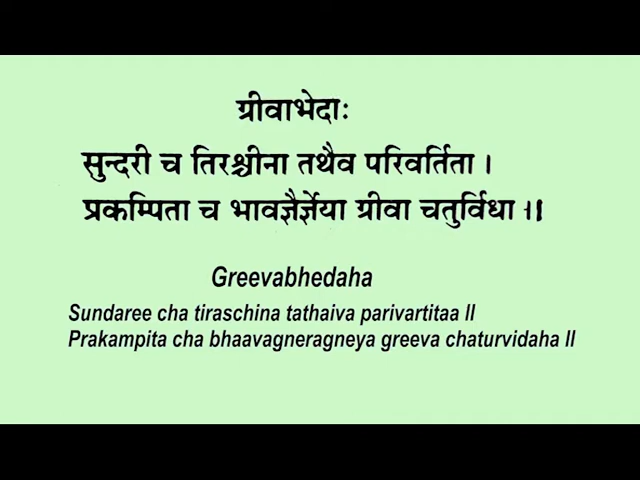 ग्रीवाभेदाः
सुन्दरी च तिरश्चीना तथैव परिवर्तिता ।
प्रकम्पिता च भावज्ञैर्ज्ञेया ग्रीवा चतुर्विधा ।।
Greevabhedaha
Sundaree cha tiraschina tathaiva parivartitaa ll
Prakampita cha bhaavagneragneya greeva chaturvidaha ll